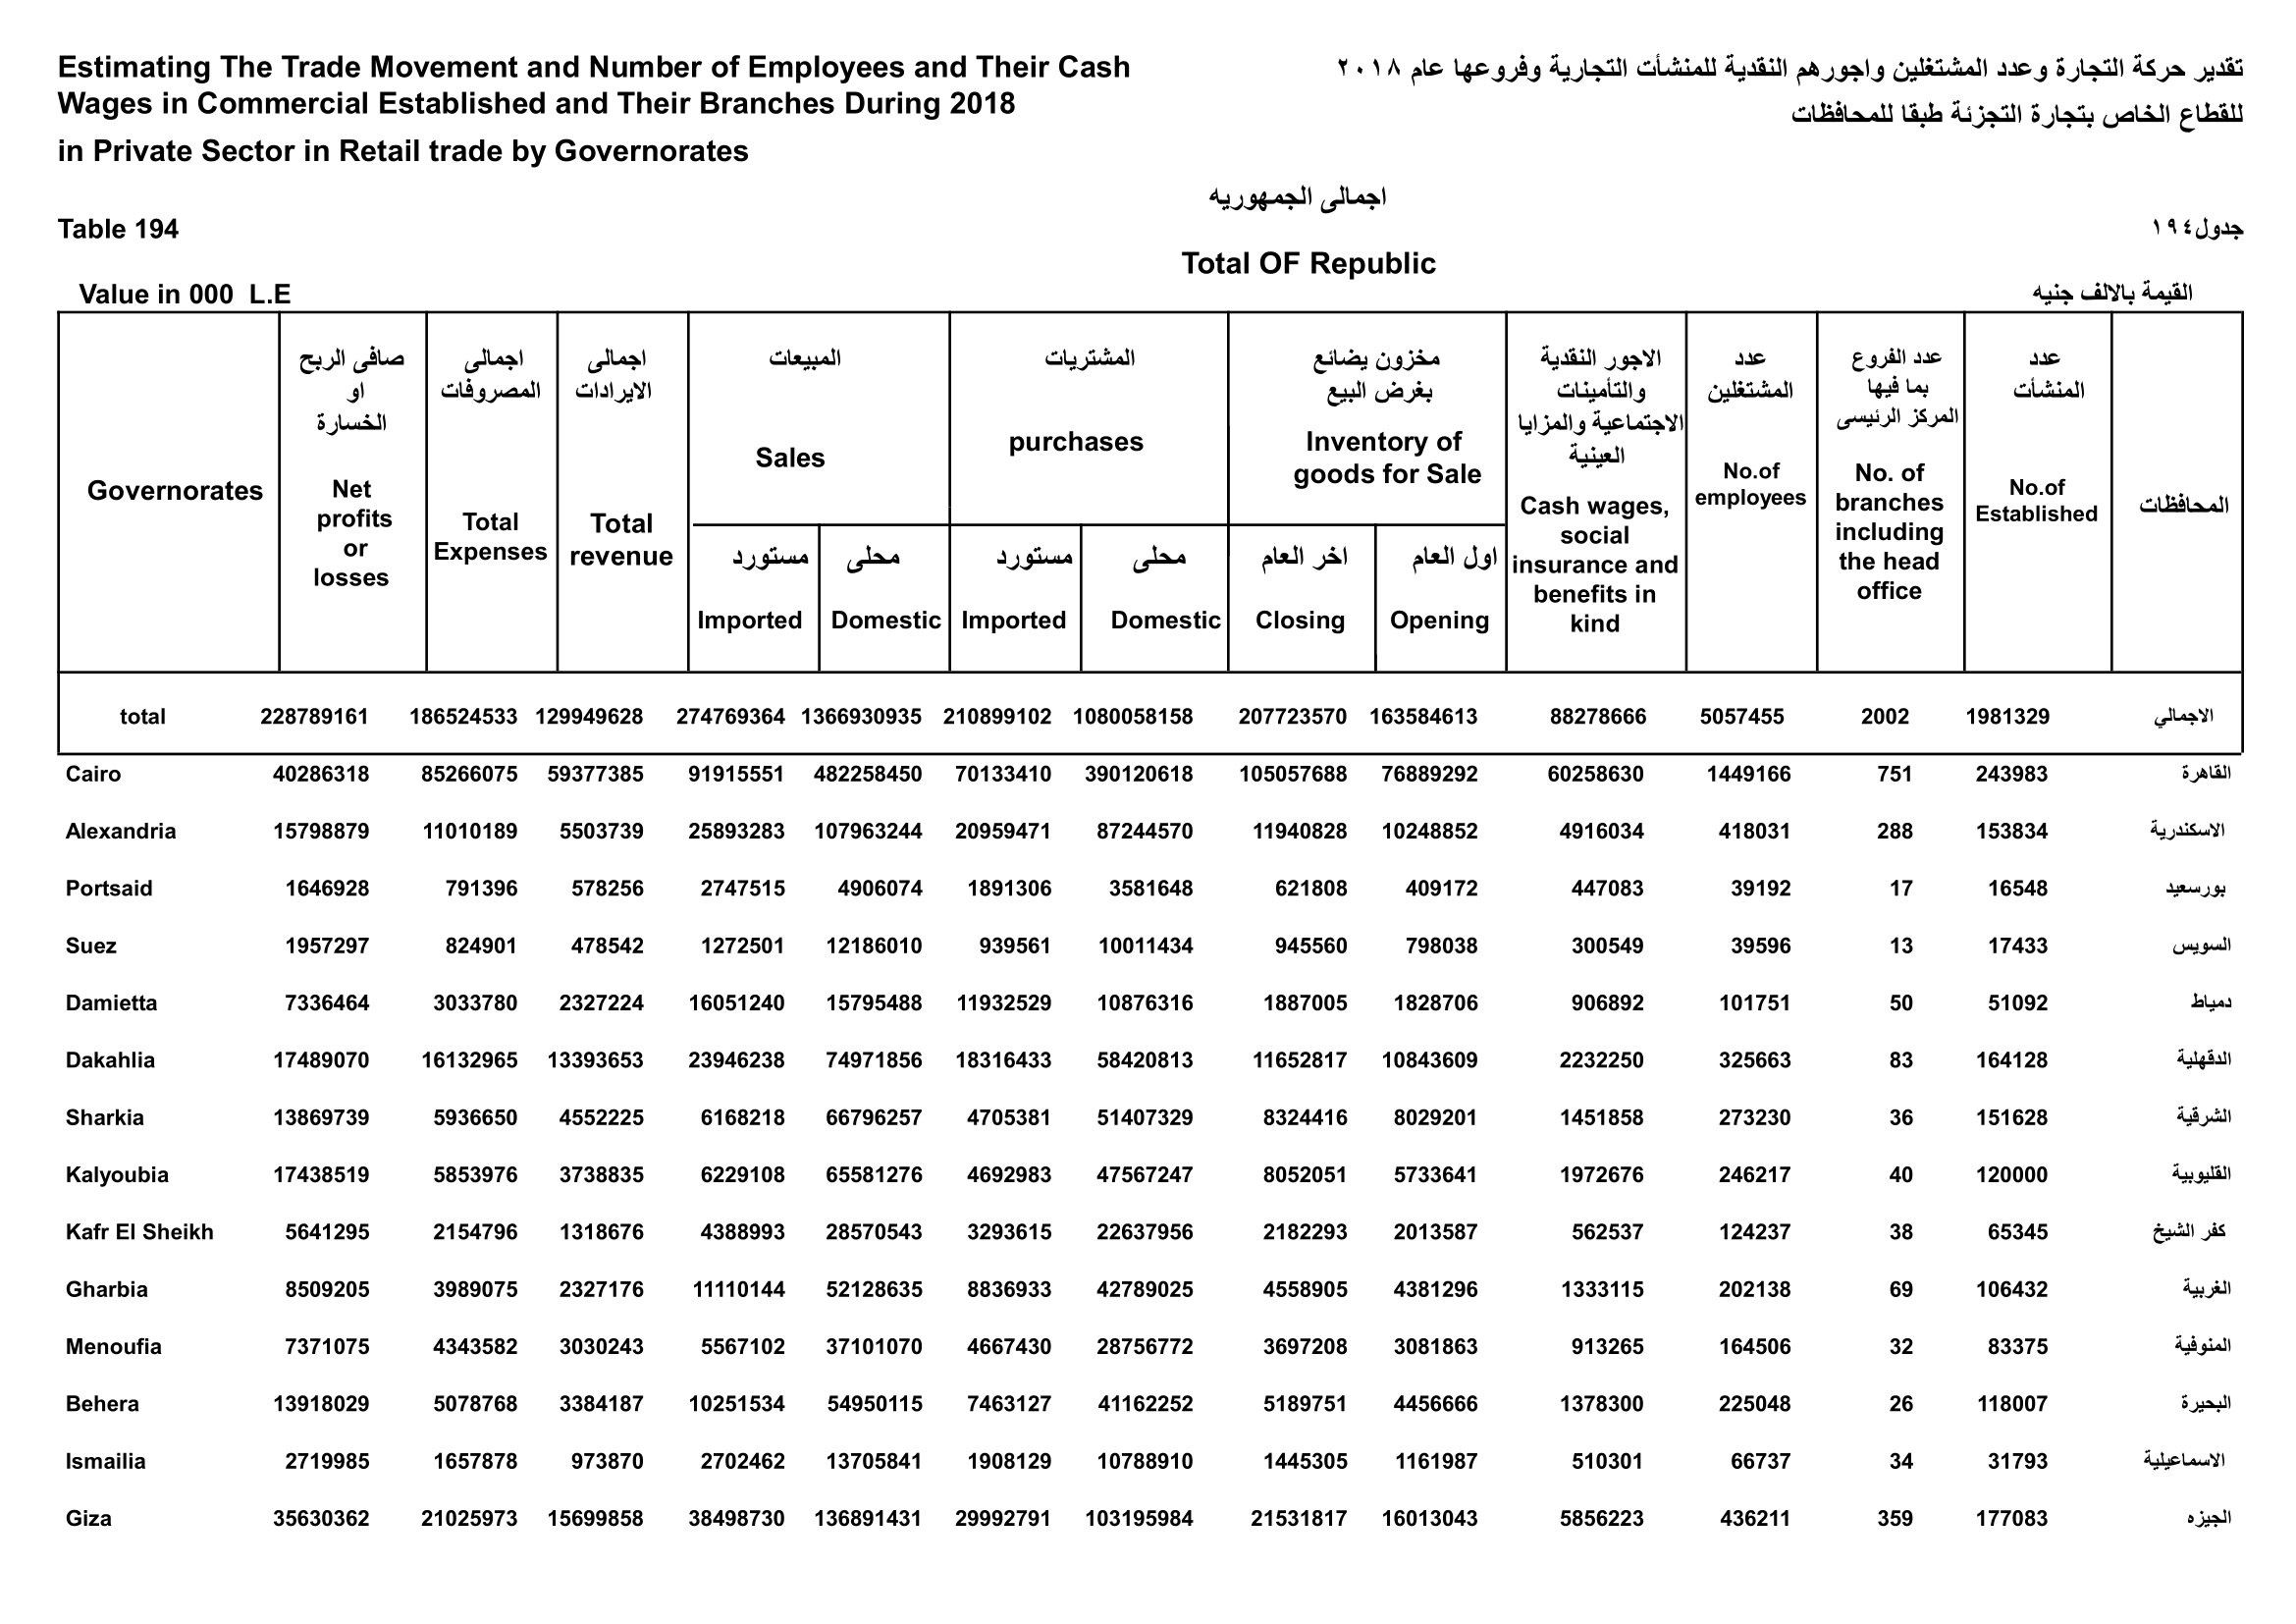 Estimating The Trade Movement and Number of Employees and Their Cash
Wages in Commercial Established and Their Branches During 2018
in Private Sector in Retail trade by Governorates
تقدير حركة التجارة وعدد المشتغلين واجورهم النقدية للمنشأت التجارية وفروعها عام ٢٠١٨
للقطاع الخاص بتجارة التجزئة طبقا للمحافظات
اجمالى الجمهوريه
Table 194
جدول١٩٤
Total OF Republic
Value in 000 L.E
القيمة بالالف جنيه
Governorates
صافى الربح
او
الخسارة
Net
profits
or
losses
اجمالى
المصروفات
Total
Expenses
اجمالى
الايرادات
Total
revenue
المبيعات
Sales
مستورد
Imported
محلى
Domestic
المشتريات
purchases
مستورد
Imported
محلى
Domestic
مخزون يضائع
بغرض البيع
Inventory of
goods for Sale
اخر العام
Closing
اول العام
Opening
الاجور النقدية
والتأمينات
الاجتماعية والمزايا
العينية
Cash wages,
social
insurance and
benefits in
kind
عدد
المشتغلين
No.of
employees
عدد الفروع
بما فيها
المركز الرئيسى
No. of
branches
including
the head
office
عدد
المنشأت
No.of
Established
المحافظات
total 228789161 186524533 129949628 274769364 1366930935 210899102 1080058158 207723570 163584613 88278666 5057455 2002 1981329 الاجمالي
Cairo 40286318 85266075 59377385 91915551 482258450 70133410 390120618 105057688 76889292 60258630 1449166 751 243983 القاهرة
Alexandria 15798879 11010189 5503739 25893283 107963244 20959471 87244570 11940828 10248852 4916034 418031 288 153834 الاسكندرية
Portsaid 1646928 791396 578256 2747515 4906074 1891306 3581648 621808 409172 447083 39192 17 16548 بورسعيد
Suez 1957297 824901 478542 1272501 12186010 939561 10011434 945560 798038 300549 39596 13 17433 السويس
Damietta 7336464 3033780 2327224 16051240 15795488 11932529 10876316 1887005 1828706 906892 101751 50 51092 دمياط
Dakahlia 17489070 16132965 13393653 23946238 74971856 18316433 58420813 11652817 10843609 2232250 325663 83 164128 الدقهلية
Sharkia 13869739 5936650 4552225 6168218 66796257 4705381 51407329 8324416 8029201 1451858 273230 36 151628 الشرقية
Kalyoubia 17438519 5853976 3738835 6229108 65581276 4692983 47567247 8052051 5733641 1972676 246217 40 120000 القليوبية
Kafr El Sheikh 5641295 2154796 1318676 4388993 28570543 3293615 22637956 2182293 2013587 562537 124237 38 65345 كفر الشيخ
Gharbia 8509205 3989075 2327176 11110144 52128635 8836933 42789025 4558905 4381296 1333115 202138 69 106432 الغربية
Menoufia 7371075 4343582 3030243 5567102 37101070 4667430 28756772 3697208 3081863 913265 164506 32 83375 المنوفية
Behera 13918029 5078768 3384187 10251534 54950115 7463127 41162252 5189751 4456666 1378300 225048 26 118007 البحيرة
Ismailia 2719985 1657878 973870 2702462 13705841 1908129 10788910 1445305 1161987 510301 66737 34 31793 الاسماعيلية
Giza 35630362 21025973 15699858 38498730 136891431 29992791 103195984 21531817 16013043 5856223 436211 359 177083 الجيزه